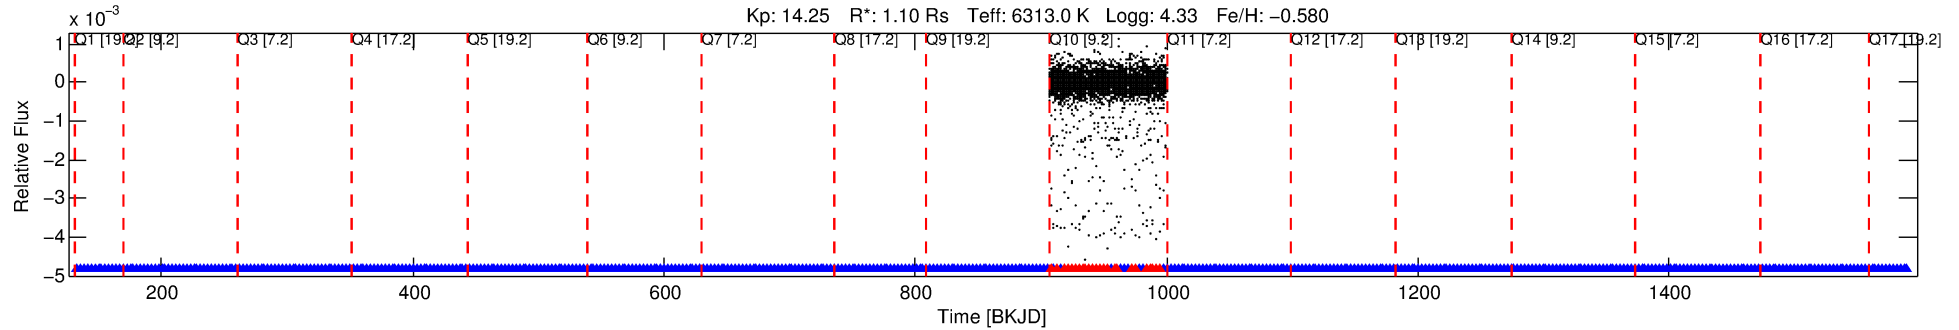 Kp: 14.25 R*: 1.10 Rs Teff: 6313.0 K Logg: 4.33 Fe/H: −0.580
x 10⁻³
Q1 [19.2] Q2 [9.2] Q3 [7.2] Q4 [17.2] Q5 [19.2] Q6 [9.2] Q7 [7.2] Q8 [17.2] Q9 [19.2] Q10 [9.2] Q11 [7.2] Q12 [17.2] Q13 [19.2] Q14 [9.2] Q15 [7.2] Q16 [17.2] Q17 [19.2]
1
0
−1
−2
−3
−4
−5
Relative Flux
200 400 600 800 1000 1200 1400
Time [BKJD]